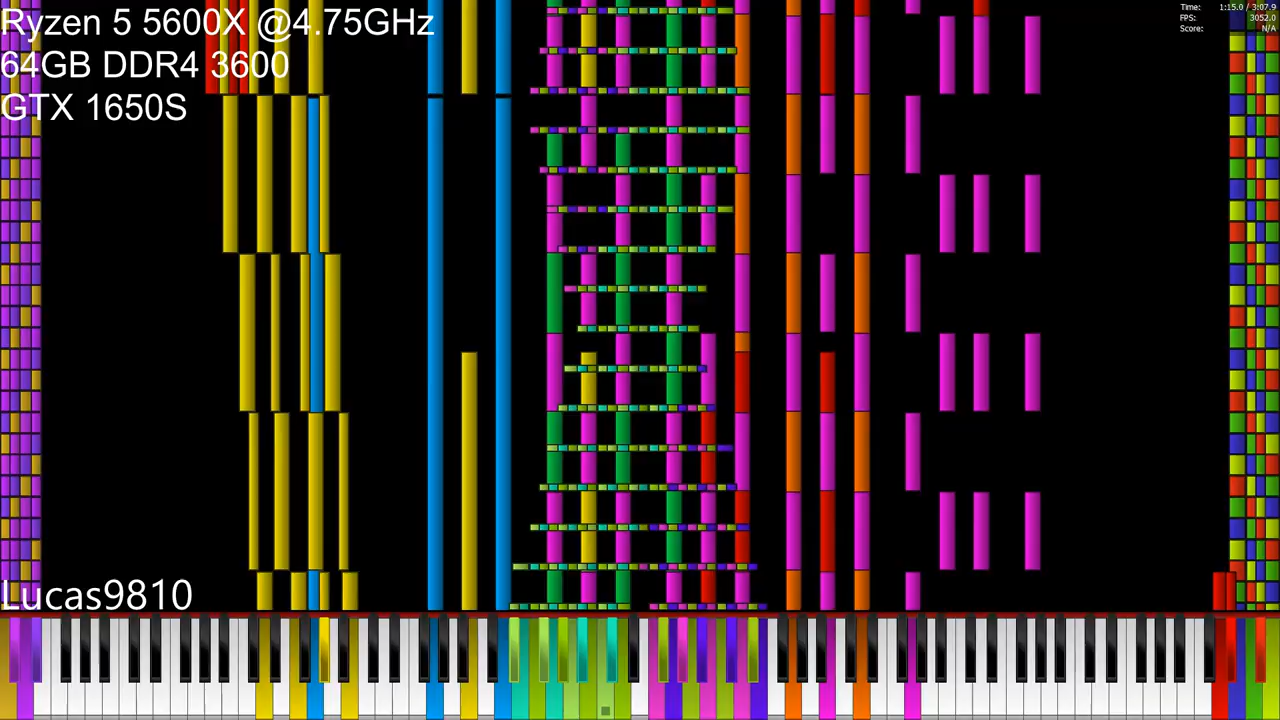 Ryzen 5 5600X @4.75GHz
64GB DDR4 3600
GTX 1650S
Time: 1:15.0 / 3:07.9
FPS: 3052.0
Score: N/A
Lucas9810